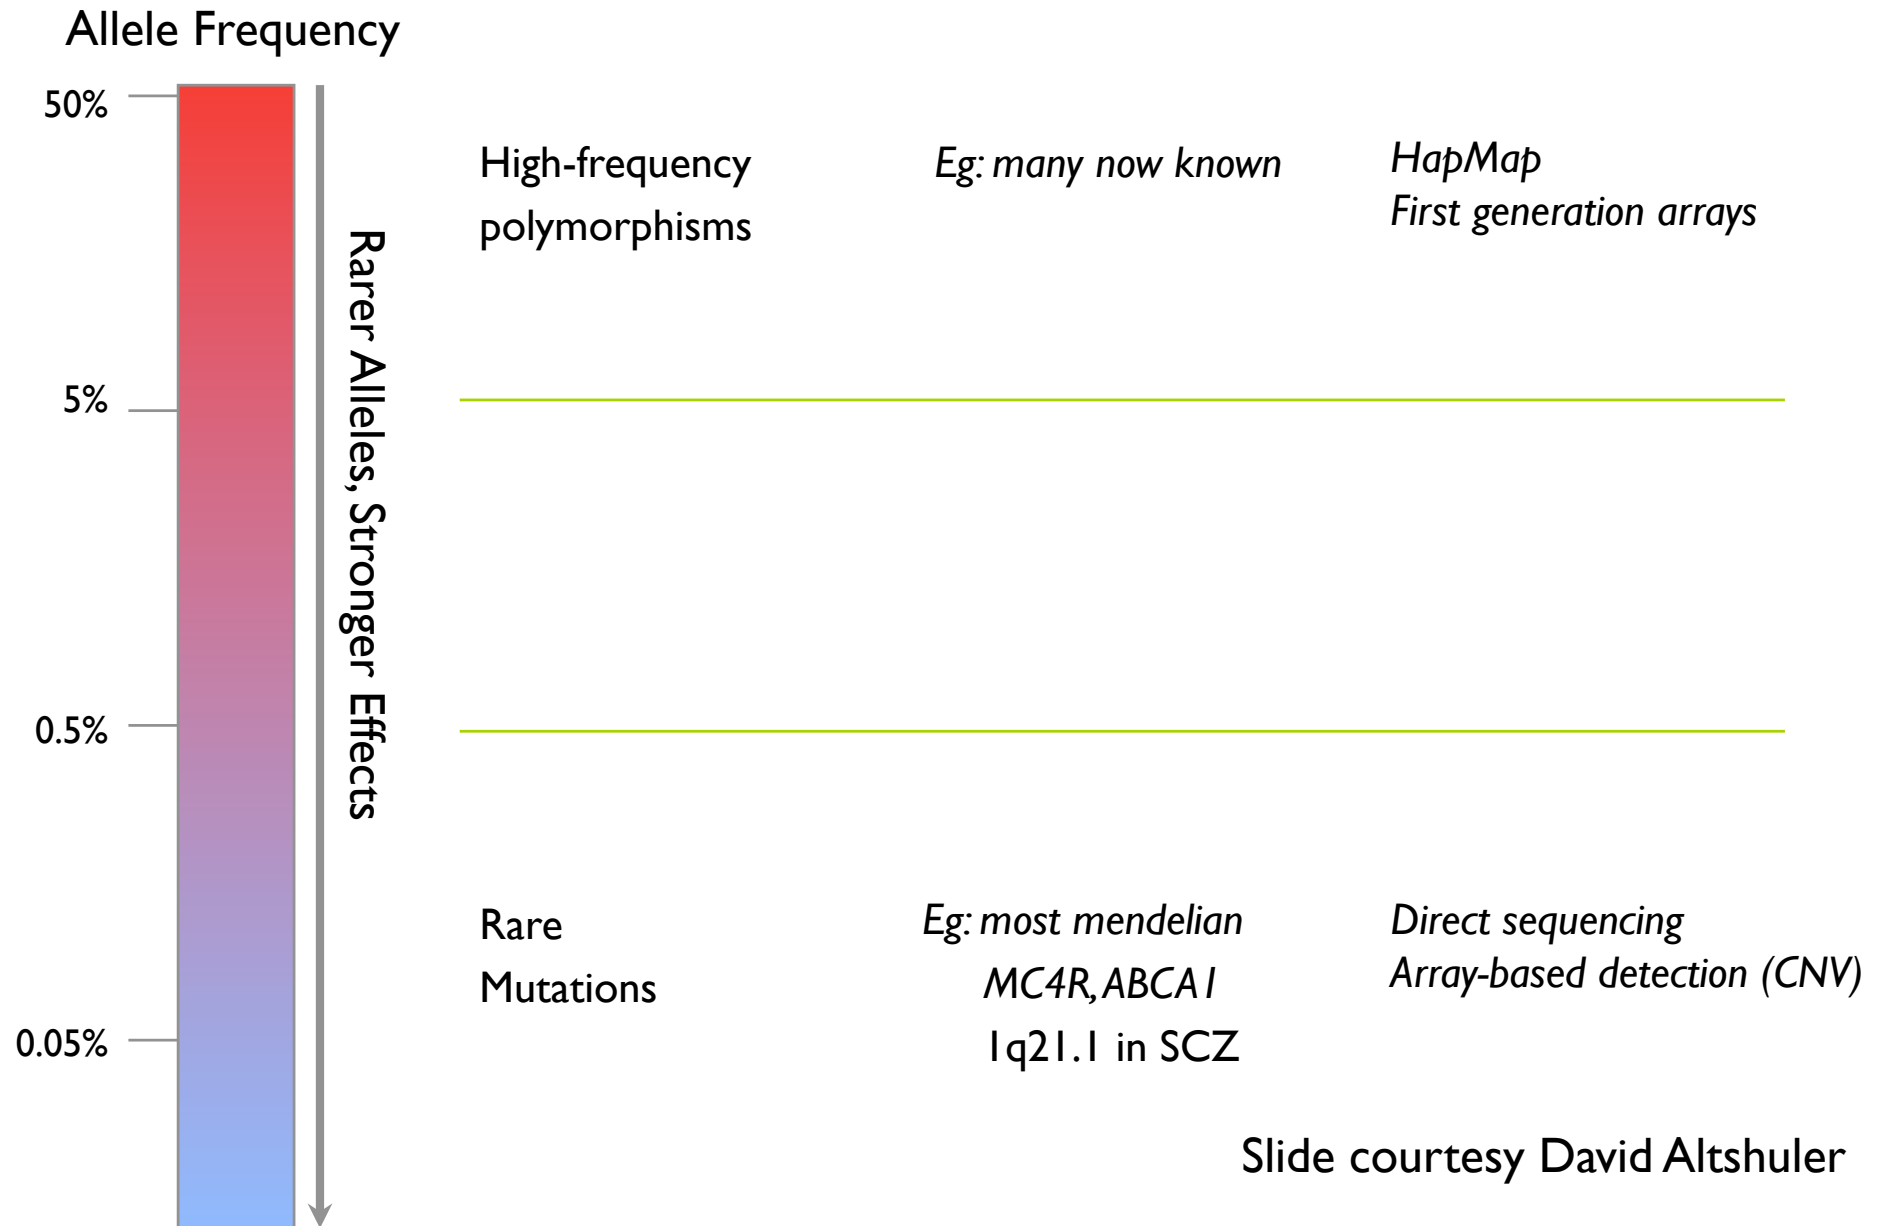 Allele Frequency
50%
5%
0.5%
0.05%
Rarer Alleles, Stronger Effects
High-frequency
polymorphisms
Eg: many now known
HapMap
First generation arrays
Rare
Mutations
Eg: most mendelian
MC4R, ABCA1
1q21.1 in SCZ
Direct sequencing
Array-based detection (CNV)
Slide courtesy David Altshuler